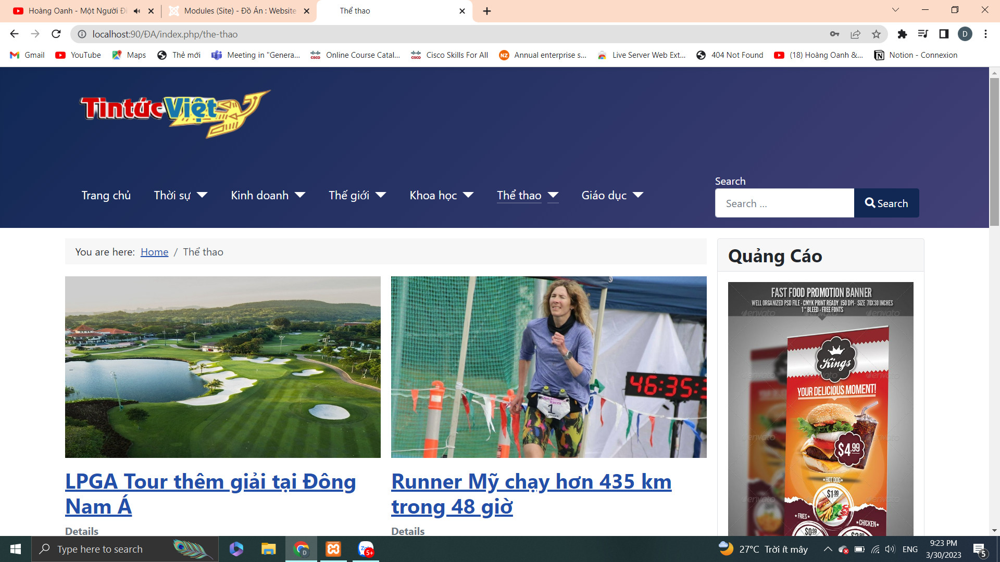 Hoàng Oanh - Một Người Đi
Modules (Site) - Đồ Án : Website
Thể thao
localhost:90/ĐA/index.php/the-thao
D
Gmail
YouTube
Maps
Thẻ mới
Meeting in "Genera...
Online Course Catal...
Cisco Skills For All
Annual enterprise s...
Live Server Web Ext...
404 Not Found
(18) Hoàng Oanh &...
Notion - Connexion
TintứcViệt
Trang chủ
Thời sự
Kinh doanh
Thế giới
Khoa học
Thể thao
Giáo dục
Search
Search ...
Search
You are here: Home / Thể thao
Quảng Cáo
FAST FOOD PROMOTION BANNER
WELL ORGANIZED PSD FILE - CMYK PRINT READY 150 DPI- SIZE 70X30 INCHES
1" BLEED - FREE FONTS
envato
Kings
YOUR DELICIOUS MOMENT!
$4.99
HOT DOG
$1.99
FRIES
CHICKEN
$0.99
46:35:3
1
LPGA Tour thêm giải tại Đông
Nam Á
Details
Runner Mỹ chạy hơn 435 km
trong 48 giờ
Details
Type here to search
D
5+
27°C Trời ít mây
ENG
9:23 PM
3/30/2023
5